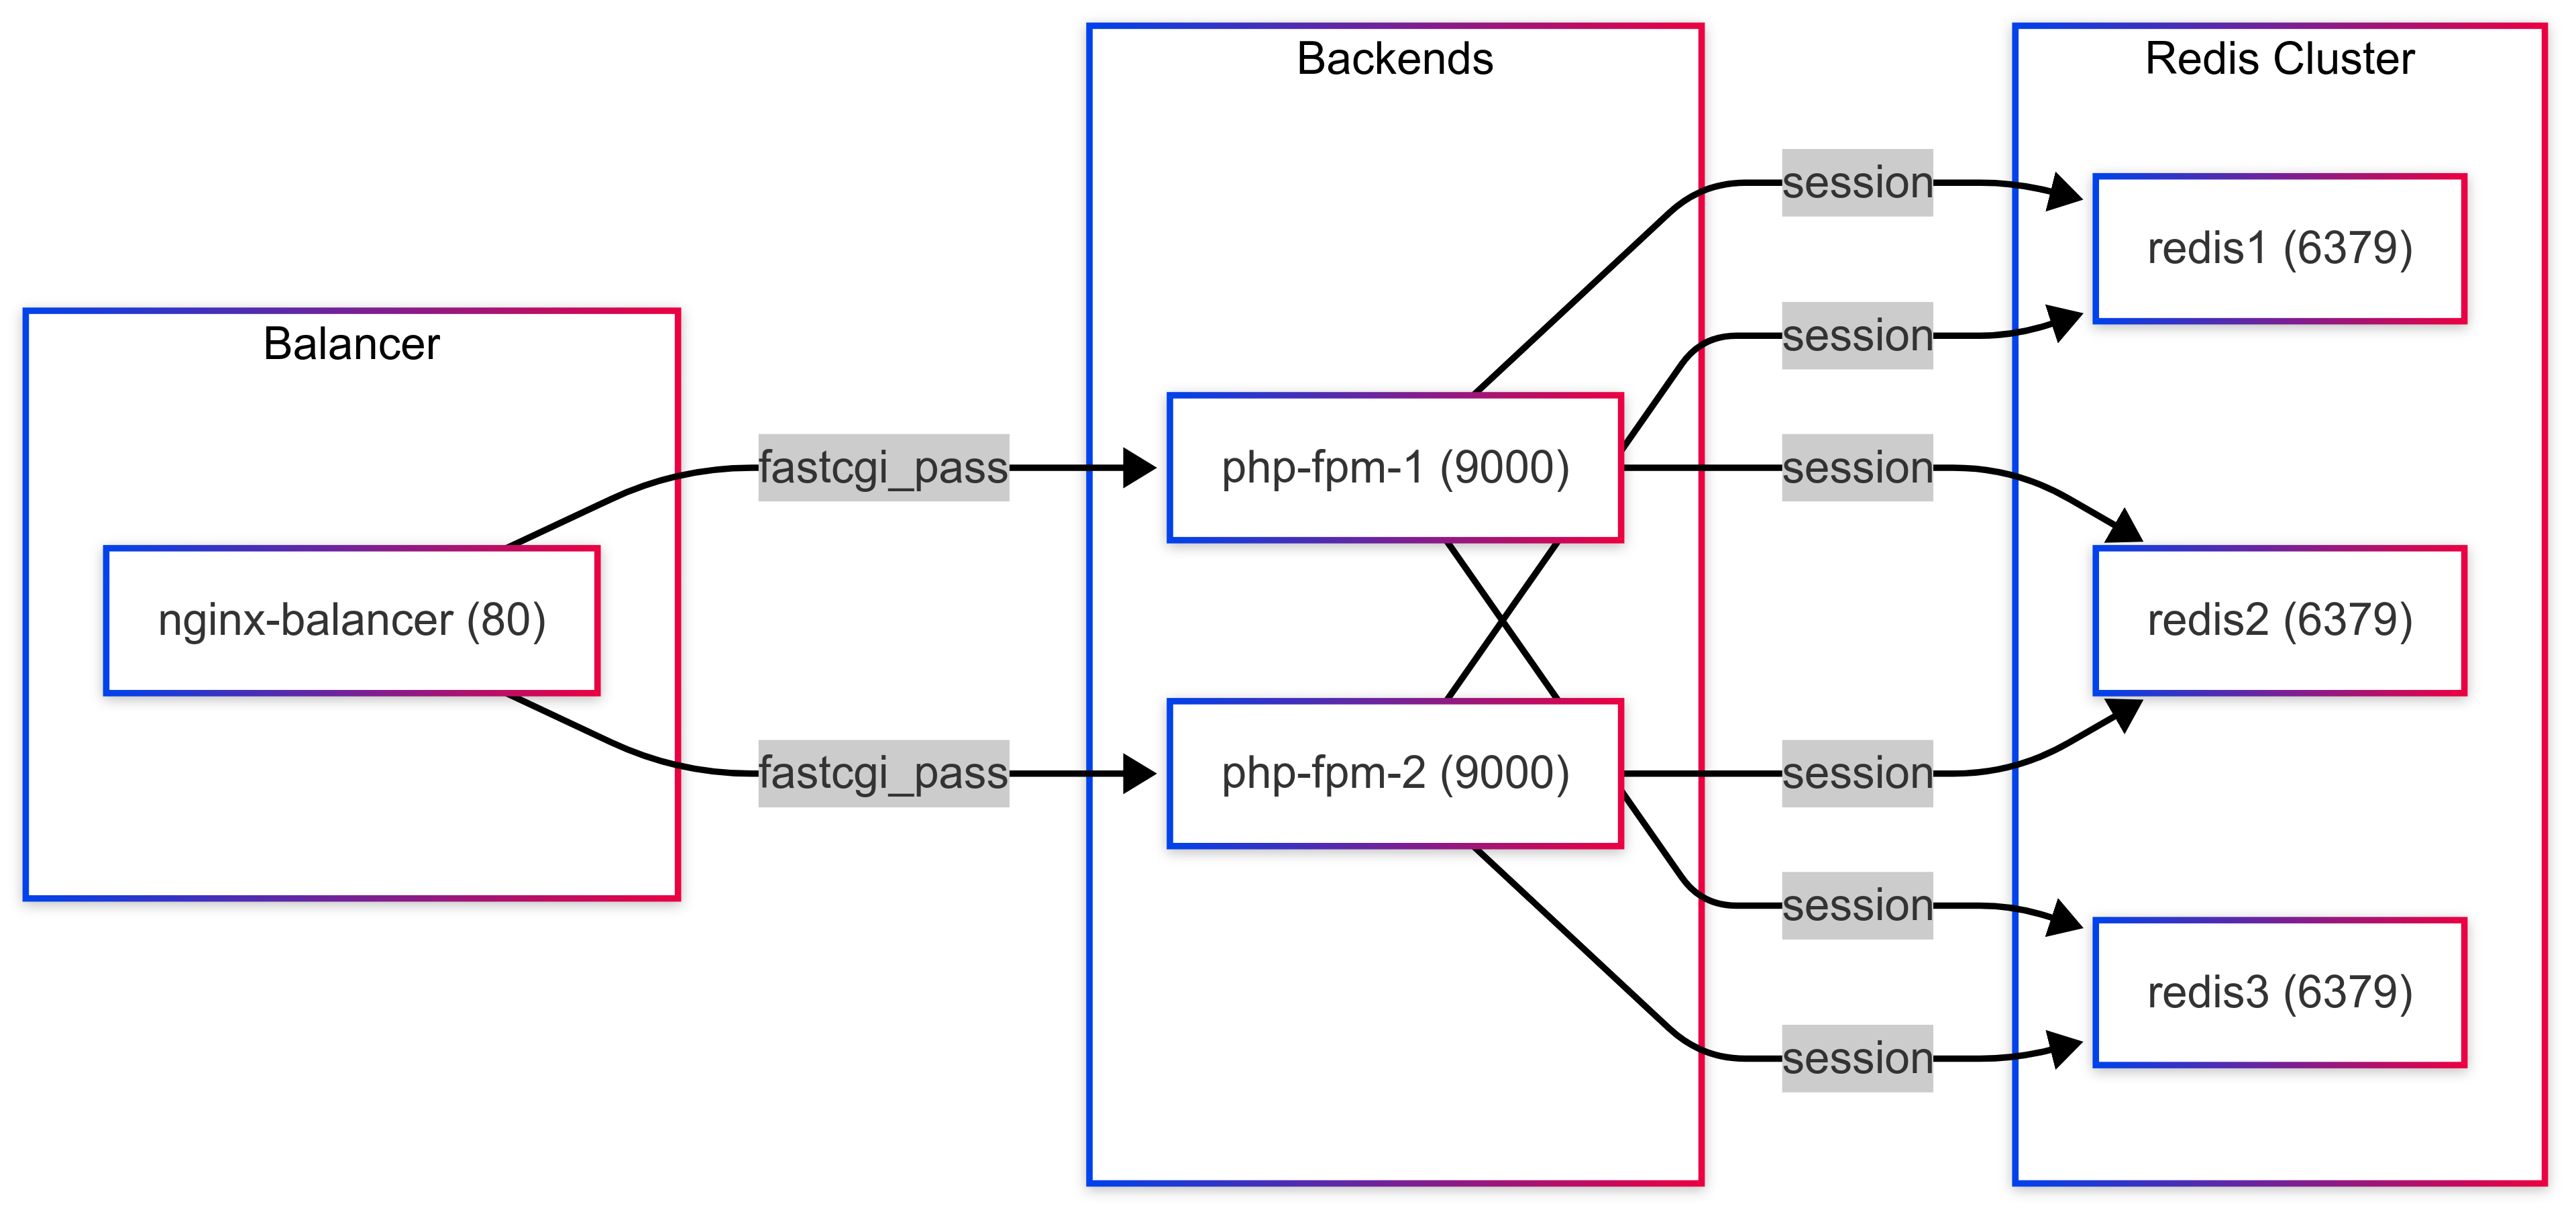 Balancer
nginx-balancer (80)
fastcgi_pass
fastcgi_pass
Backends
php-fpm-1 (9000)
php-fpm-2 (9000)
session
session
session
session
session
session
Redis Cluster
redis1 (6379)
redis2 (6379)
redis3 (6379)